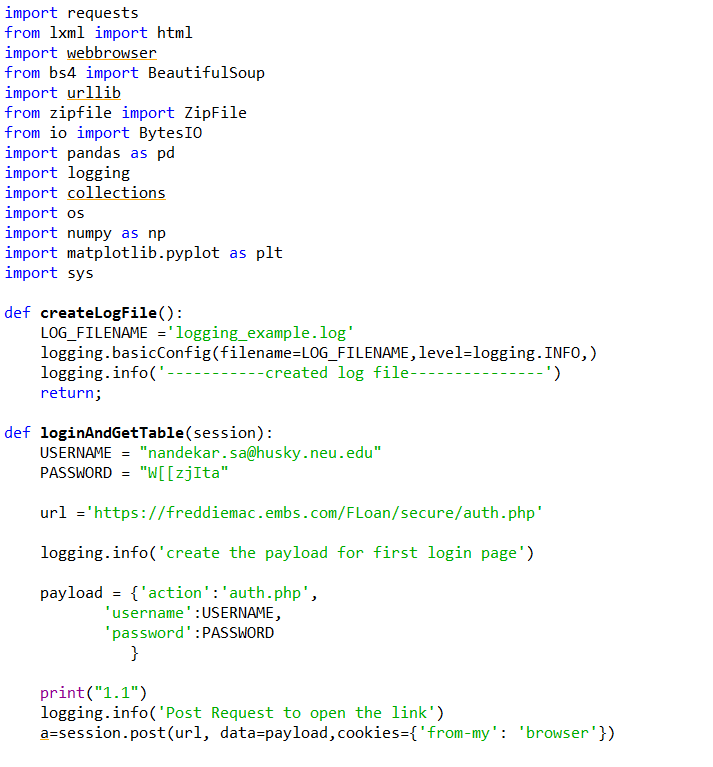 import requests
from lxml import html
import webbrowser
from bs4 import BeautifulSoup
import urllib
from zipfile import ZipFile
from io import BytesIO
import pandas as pd
import logging
import collections
import os
import numpy as np
import matplotlib.pyplot as plt
import sys

def createLogFile():
    LOG_FILENAME ='logging_example.log'
    logging.basicConfig(filename=LOG_FILENAME,level=logging.INFO,)
    logging.info('-----------created log file---------------')
    return;

def loginAndGetTable(session):
    USERNAME = "nandekar.sa@husky.neu.edu"
    PASSWORD = "W[[zjIta"

    url ='https://freddiemac.embs.com/FLoan/secure/auth.php'

    logging.info('create the payload for first login page')

    payload = {'action':'auth.php',
           'username':USERNAME,
           'password':PASSWORD
              }

    print("1.1")
    logging.info('Post Request to open the link')
    a=session.post(url, data=payload,cookies={'from-my': 'browser'})